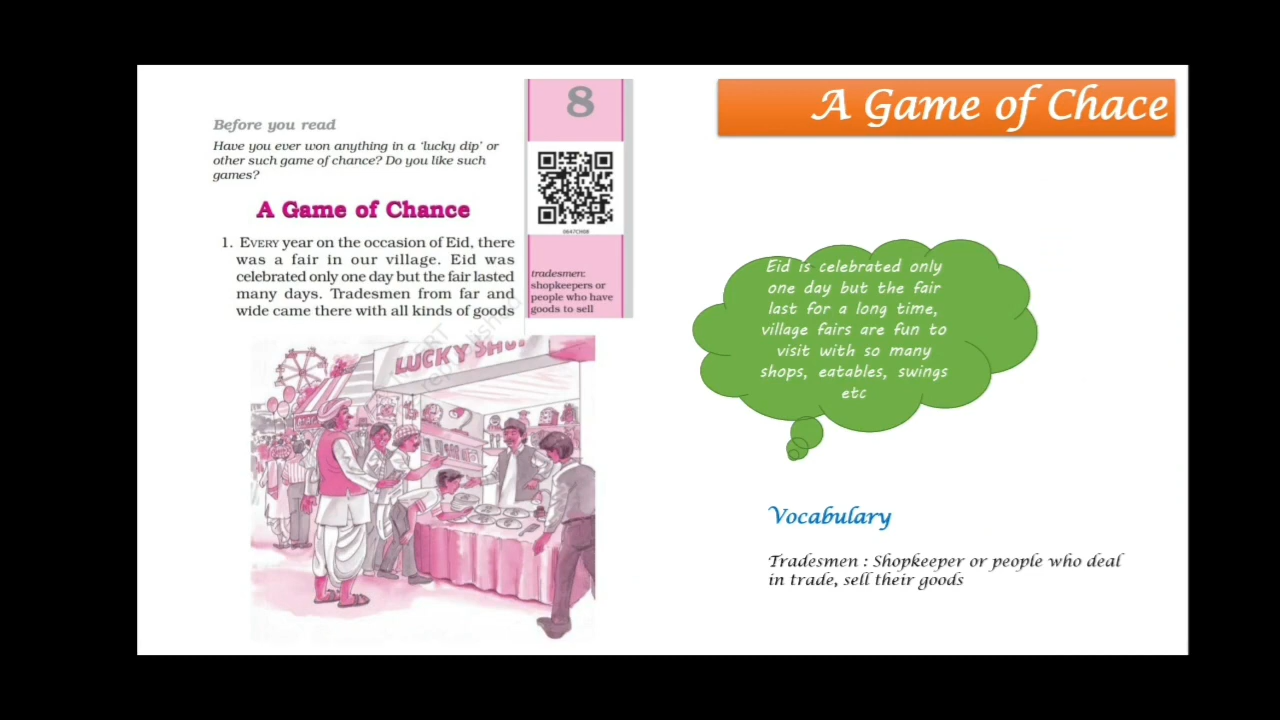 Before you read
Have you ever won anything in a ‘lucky dip’ or
other such game of chance? Do you like such
games?
A Game of Chance
1. EVERY year on the occasion of Eid, there
was a fair in our village. Eid was
celebrated only one day but the fair lasted
many days. Tradesmen from far and
wide came there with all kinds of goods
8
0647CH08
tradesmen:
shopkeepers or
people who have
goods to sell
LUCKY SHOP
A Game of Chace
Eid is celebrated only
one day but the fair
last for a long time,
village fairs are fun to
visit with so many
shops, eatables, swings
etc
Vocabulary
Tradesmen : Shopkeeper or people who deal
in trade, sell their goods